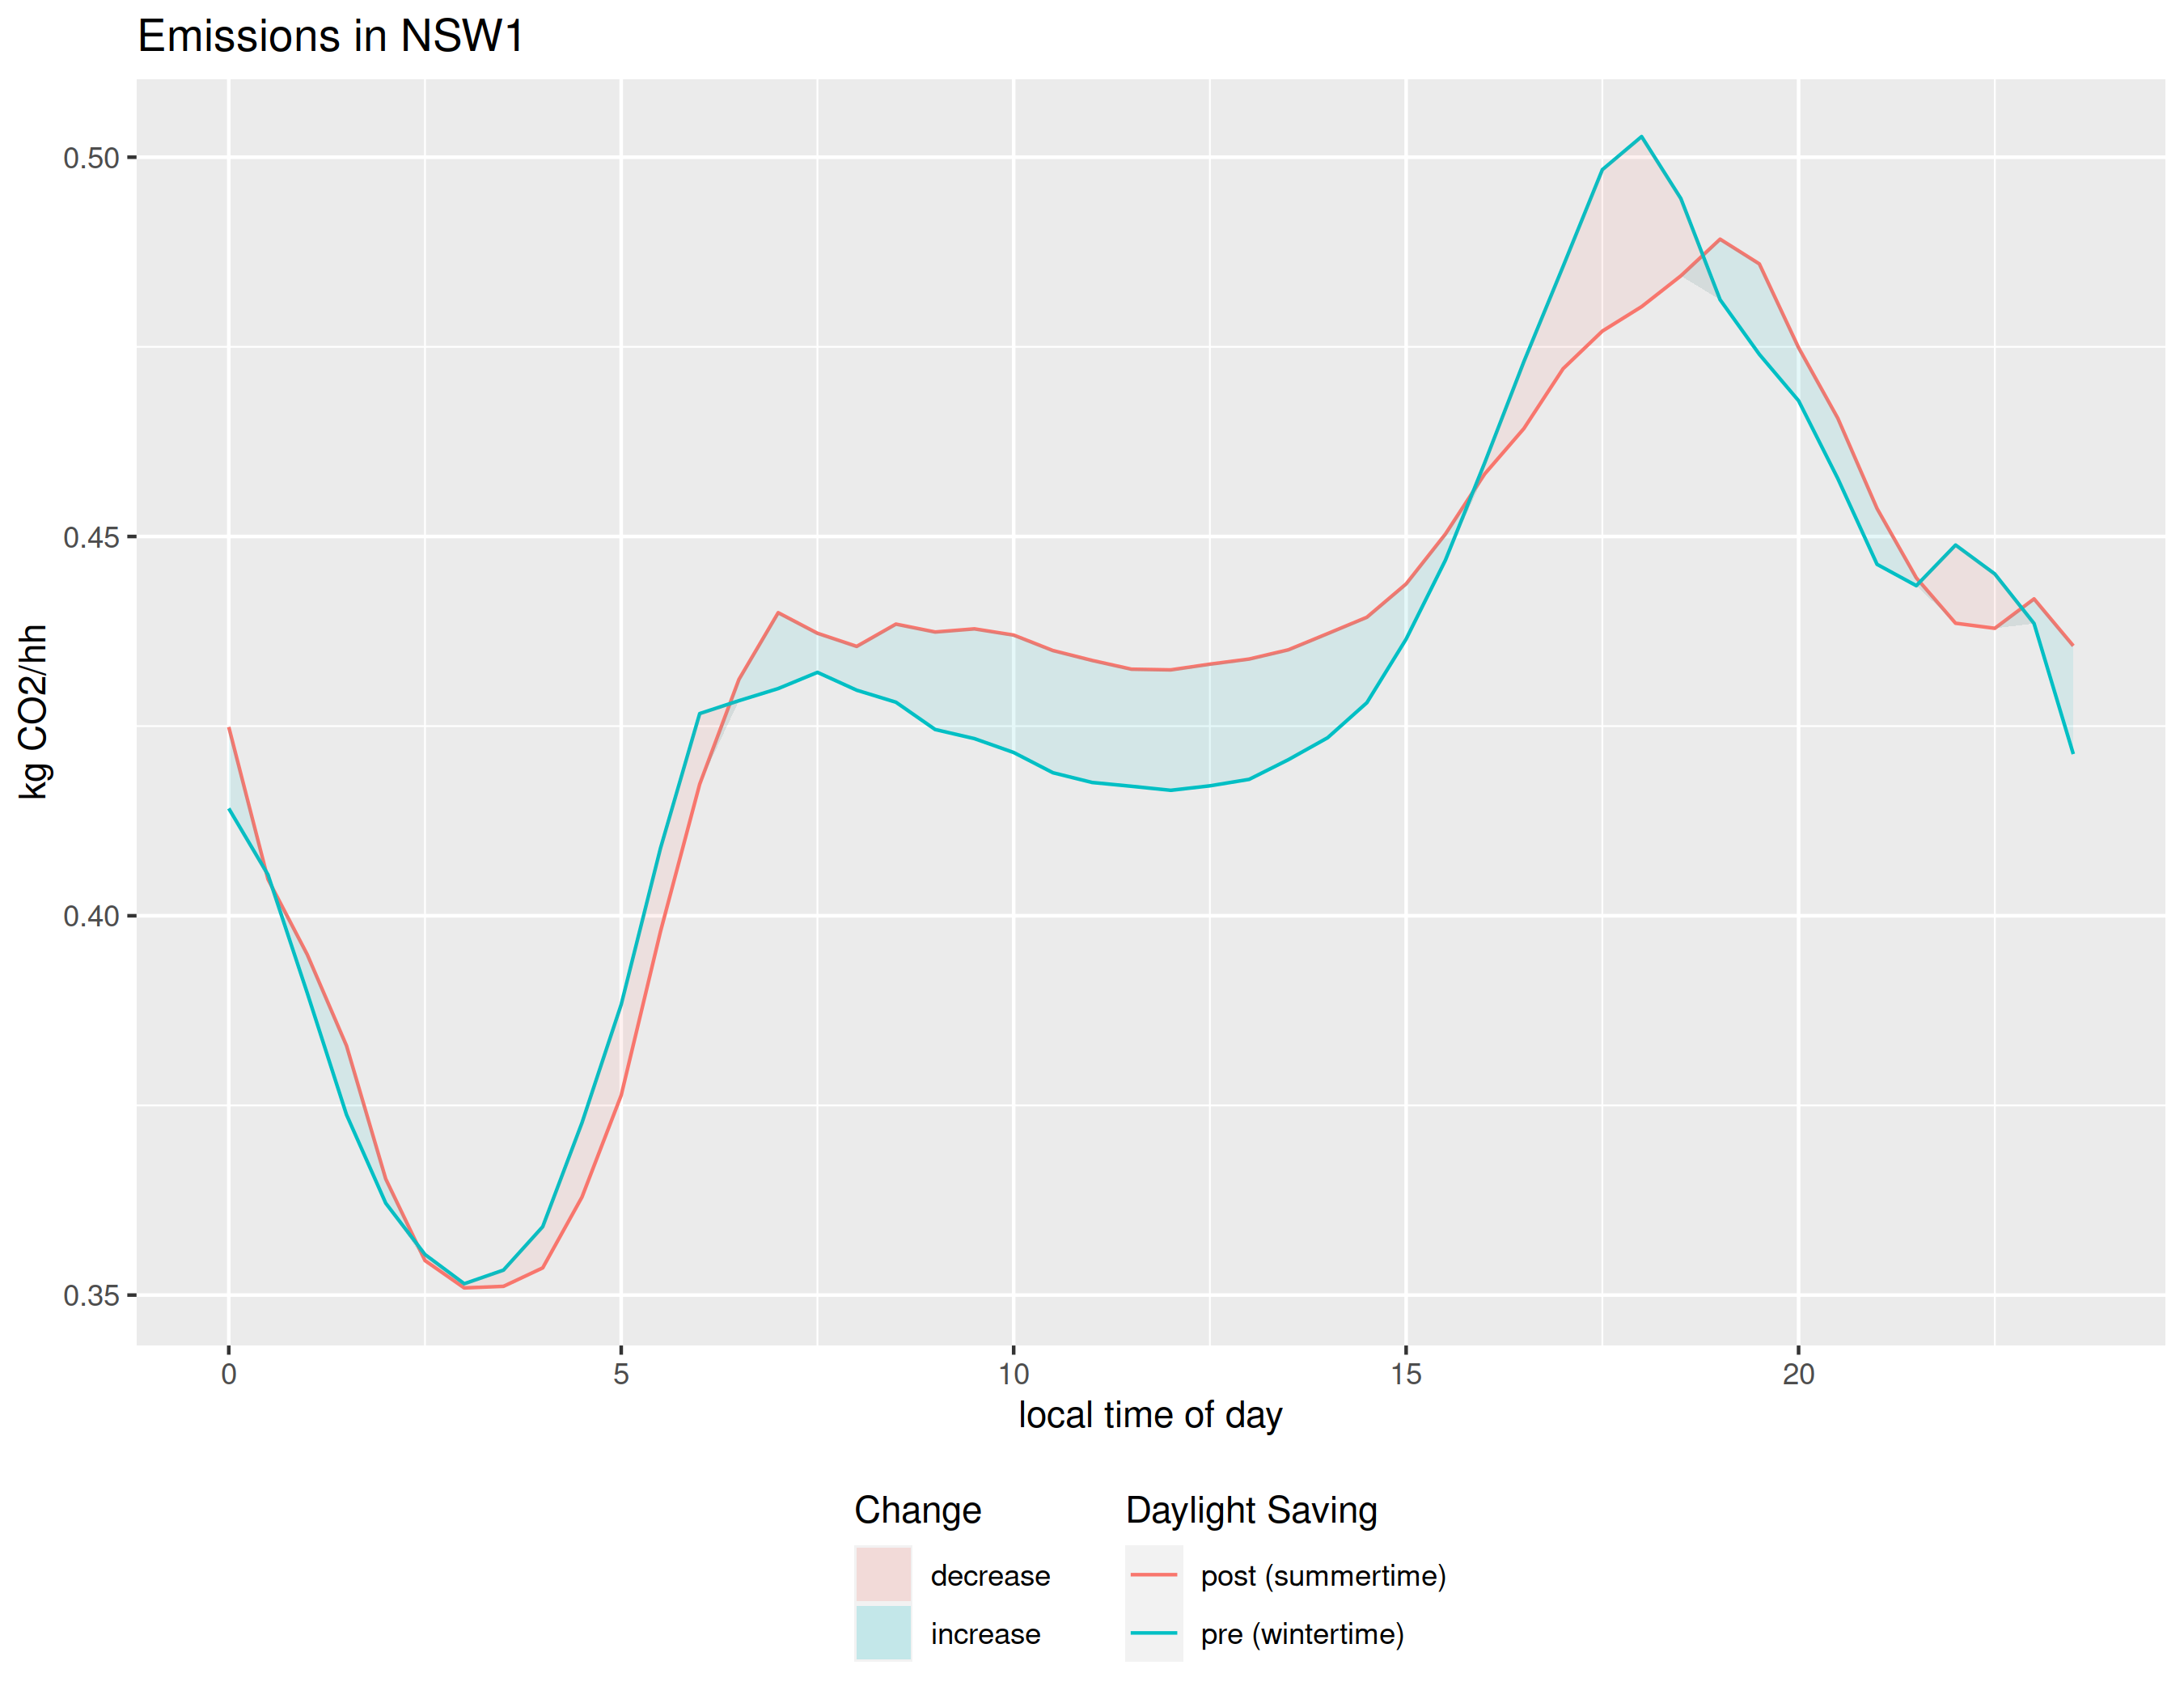 Emissions in NSW1
0.50
0.45
0.40
0.35
kg CO2/hh
0 5 10 15 20
local time of day
Change
decrease
increase
Daylight Saving
post (summertime)
pre (wintertime)